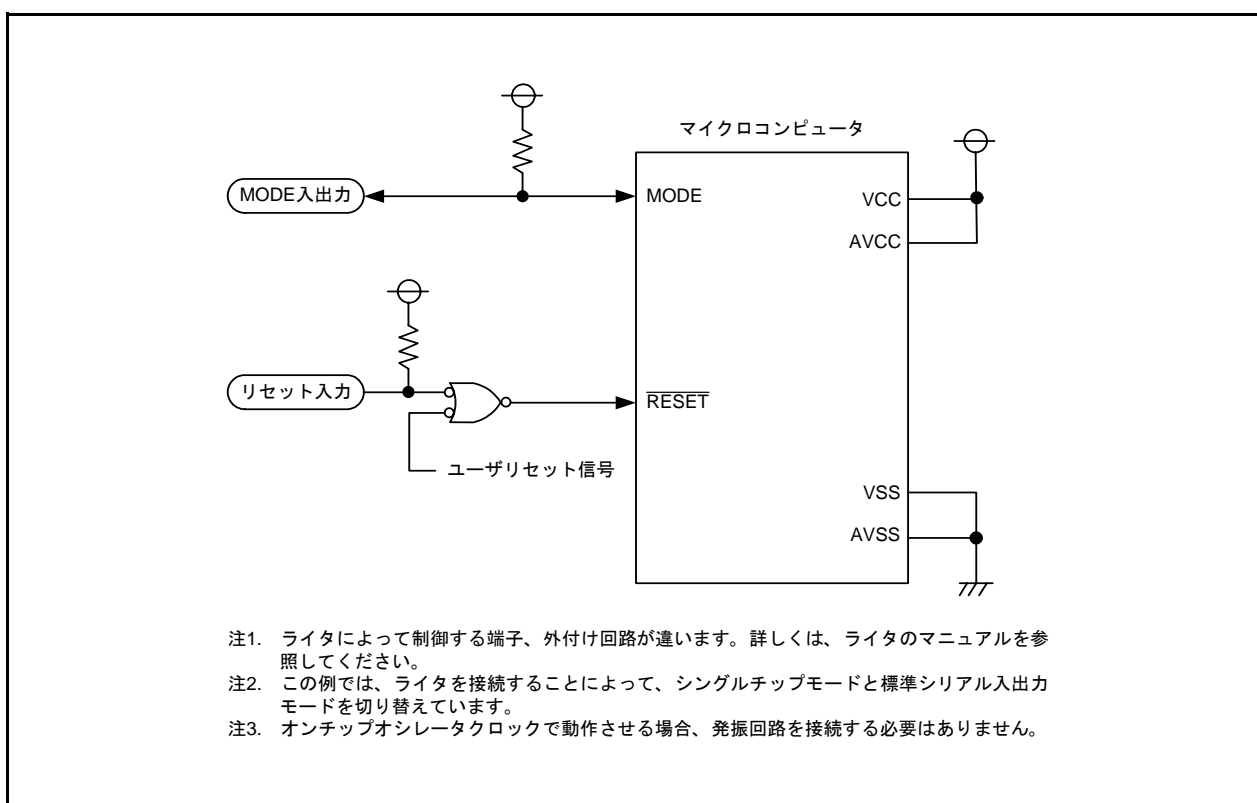 マイクロコンピュータ
MODE入出力
MODE
VCC
AVCC
リセット入力
RESET
ユーザリセット信号
VSS
AVSS
注1. ライタによって制御する端子、外付け回路が違います。詳しくは、ライタのマニュアルを参
照してください。
注2. この例では、ライタを接続することによって、シングルチップモードと標準シリアル入出力
モードを切り替えています。
注3. オンチップオシレータクロックで動作させる場合、発振回路を接続する必要はありません。